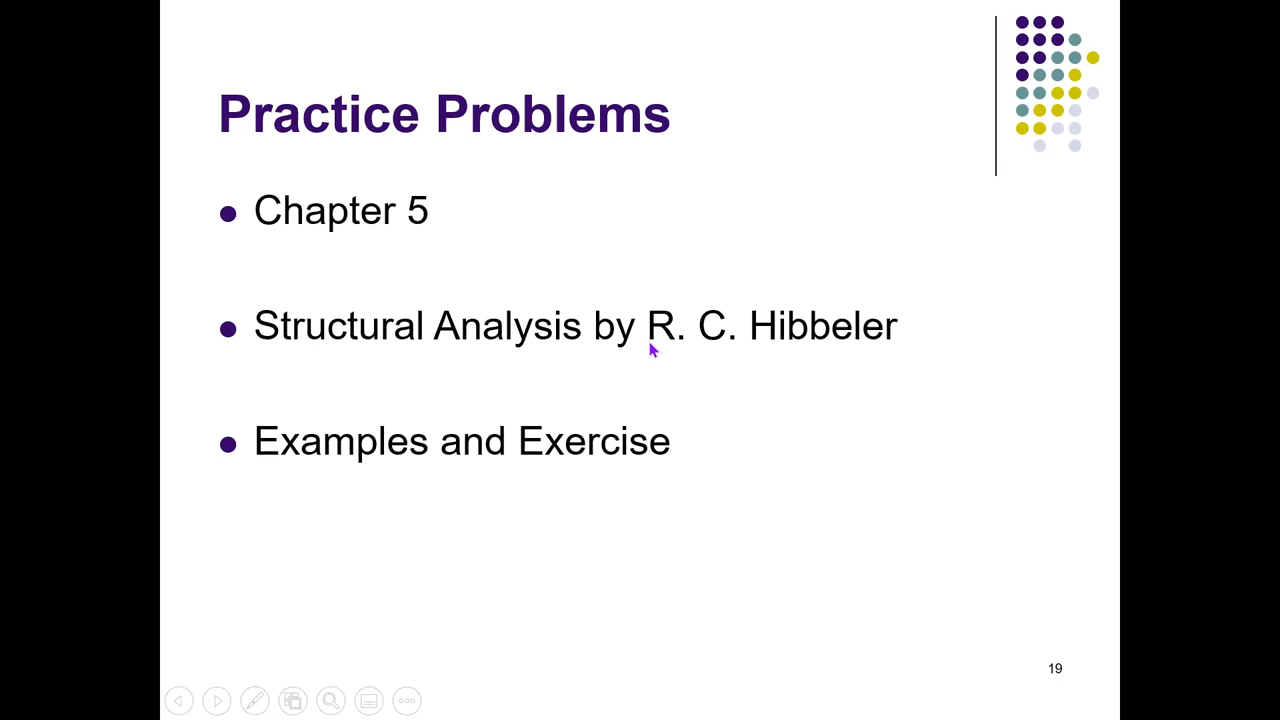 Practice Problems
Chapter 5
Structural Analysis by R. C. Hibbeler
Examples and Exercise
19